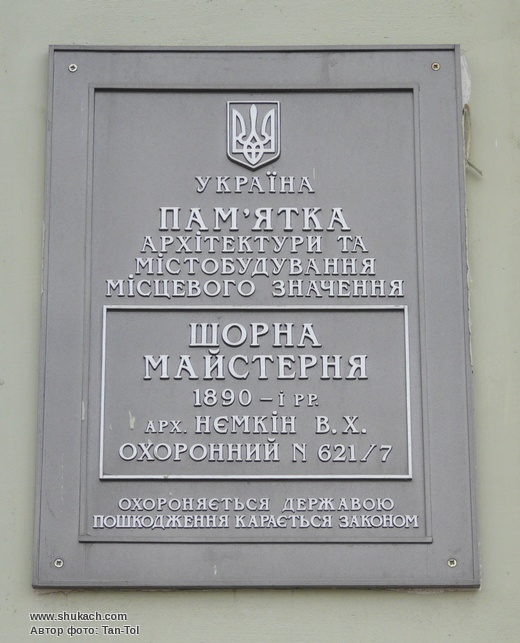 УКРАЇНА
ПАМ'ЯТКА
АРХІТЕКТУРИ ТА
МІСТОБУДУВАННЯ
МІСЦЕВОГО ЗНАЧЕННЯ
ШОРНА
МАЙСТЕРНЯ
1890 – І РР.
АРХ. НЄМКІН В.Х.
ОХОРОННИЙ N 621/7
ОХОРОНЯЄТЬСЯ ДЕРЖАВОЮ
ПОШКОДЖЕННЯ КАРАЄТЬСЯ ЗАКОНОМ
www.shukach.com
Автор фото: Tan-Tol